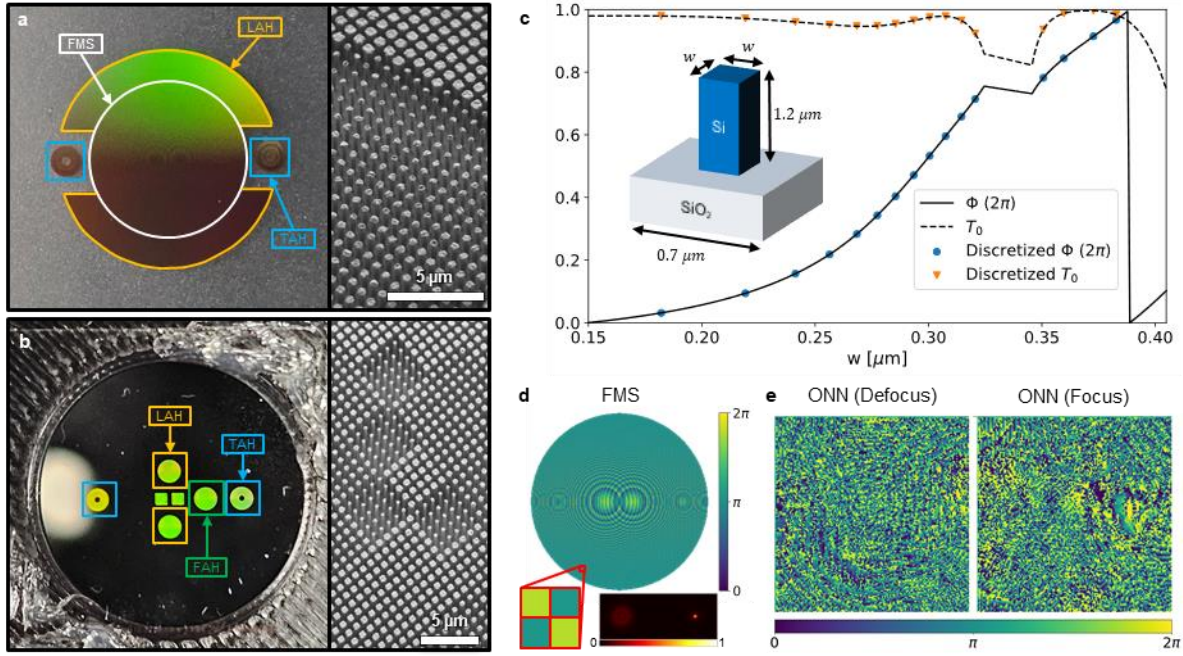 a
FMS
LAH
TAH
5 μm
b
LAH
TAH
FAH
5 μm
c
1.0
0.8
0.6
0.4
0.2
0.0
w
w
1.2 μm
Si
SiO₂
0.7 μm
Φ (2π)
T₀
Discretized Φ (2π)
Discretized T₀
0.15
0.20
0.25
0.30
0.35
0.40
w [μm]
d
FMS
2π
π
0
0
1
e
ONN (Defocus)
ONN (Focus)
0
π
2π